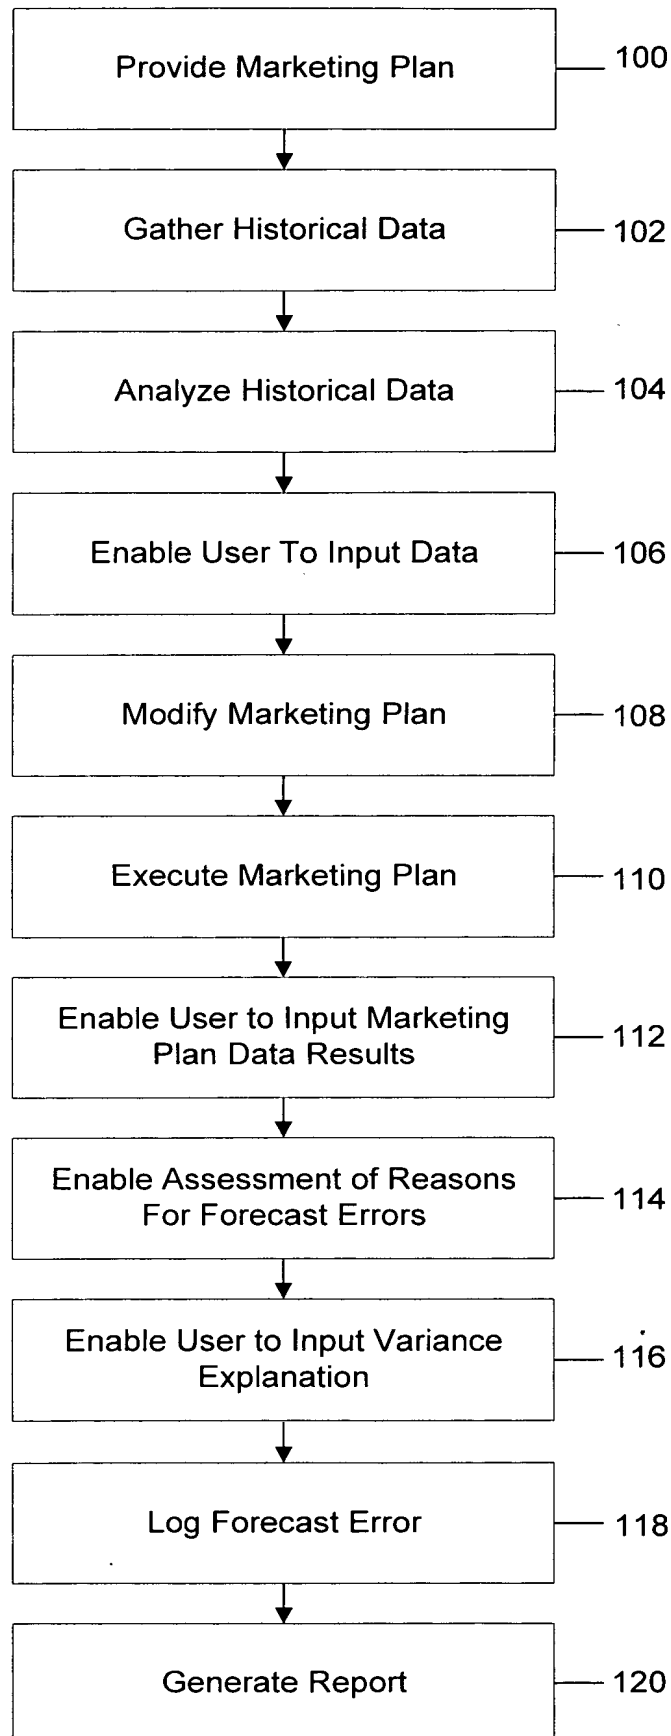 Provide Marketing Plan 100
Gather Historical Data 102
Analyze Historical Data 104
Enable User To Input Data 106
Modify Marketing Plan 108
Execute Marketing Plan 110
Enable User to Input Marketing
Plan Data Results 112
Enable Assessment of Reasons
For Forecast Errors 114
Enable User to Input Variance
Explanation 116
Log Forecast Error 118
Generate Report 120